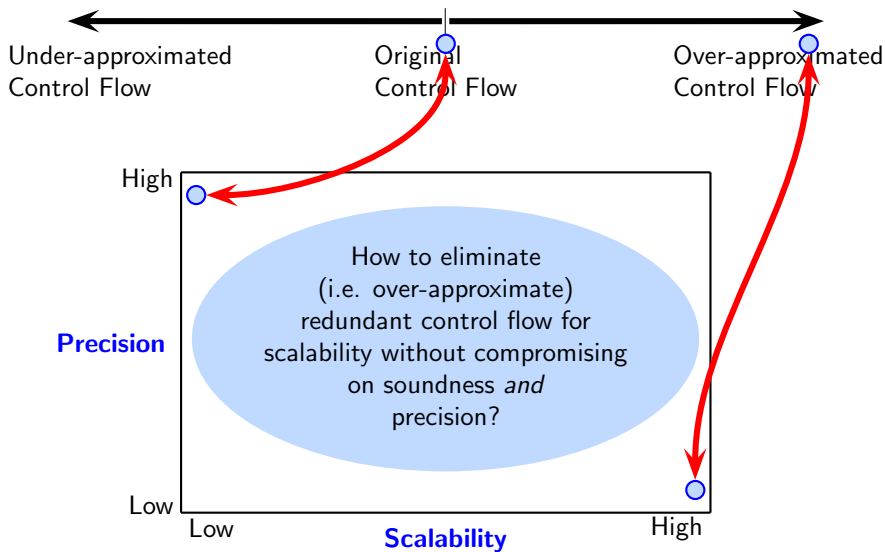 Under-approximated
Control Flow
Original
Control Flow
Over-approximated
Control Flow
High
How to eliminate
(i.e. over-approximate)
redundant control flow for
scalability without compromising
on soundness and
precision?
Precision
Low
Low
High
Scalability